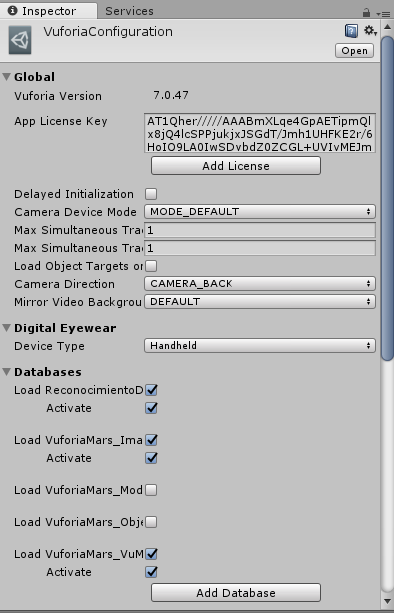 Inspector
Services
VuforiaConfiguration
Open
Global
Vuforia Version 7.0.47
App License Key AT1Qher/////AAABmXLqe4GpAETipmQl
x8jQ4lcSPPjukjxJSGdT/Jmh1UHFKE2r/6
HoIO9LA0IwSDvbdZ0ZCGL+UVIvMEJm
Add License
Delayed Initialization
Camera Device Mode MODE_DEFAULT
Max Simultaneous Trac 1
Max Simultaneous Trac 1
Load Object Targets on
Camera Direction CAMERA_BACK
Mirror Video Backgrou DEFAULT
Digital Eyewear
Device Type Handheld
Databases
Load ReconocimientoD
Activate
Load VuforiaMars_Ima
Activate
Load VuforiaMars_Mod
Load VuforiaMars_Obje
Load VuforiaMars_VuM
Activate
Add Database